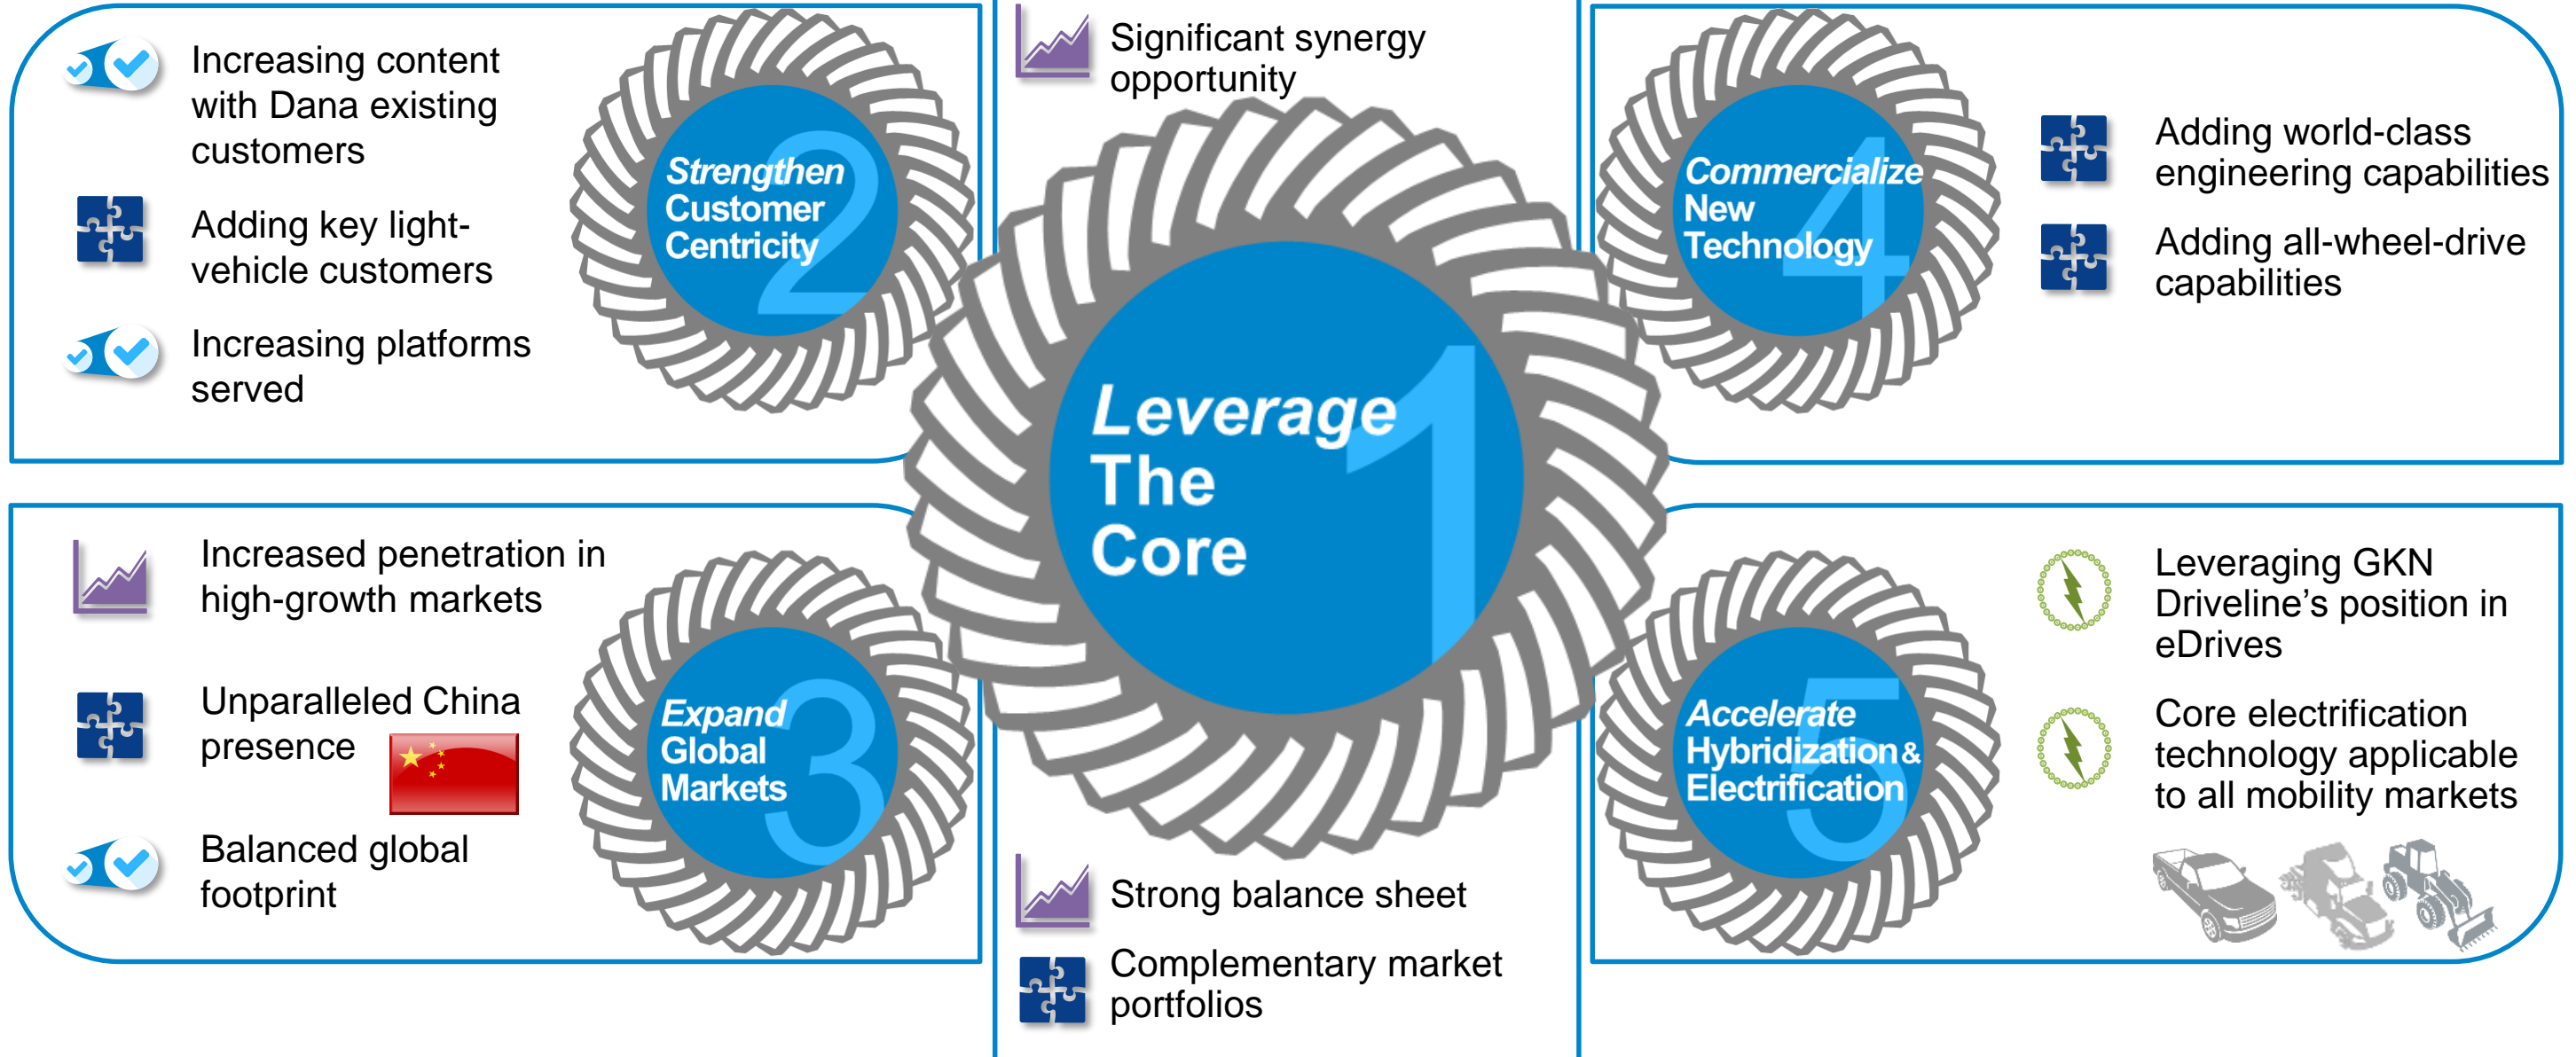 Increasing content
with Dana existing
customers
Adding key light-
vehicle customers
Increasing platforms
served
2
Strengthen
Customer
Centricity
Significant synergy
opportunity
1
Leverage
The
Core
Strong balance sheet
Complementary market
portfolios
4
Commercialize
New
Technology
Adding world-class
engineering capabilities
Adding all-wheel-drive
capabilities
Increased penetration in
high-growth markets
Unparalleled China
presence
Balanced global
footprint
3
Expand
Global
Markets
5
Accelerate
Hybridization &
Electrification
Leveraging GKN
Driveline’s position in
eDrives
Core electrification
technology applicable
to all mobility markets